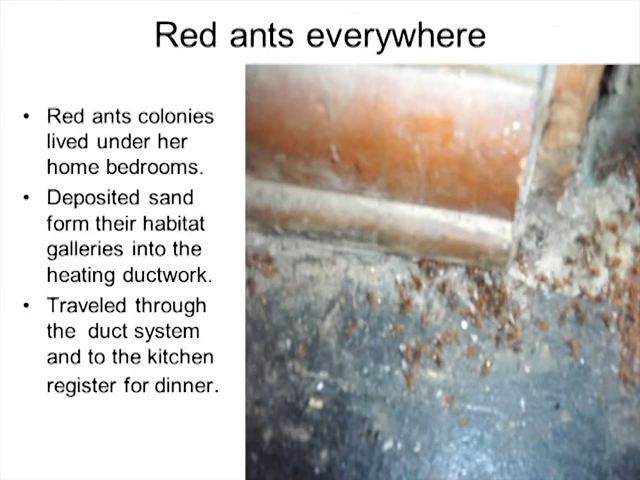 Red ants everywhere
• Red ants colonies
lived under her
home bedrooms.
• Deposited sand
form their habitat
galleries into the
heating ductwork.
• Traveled through
the duct system
and to the kitchen
register for dinner.